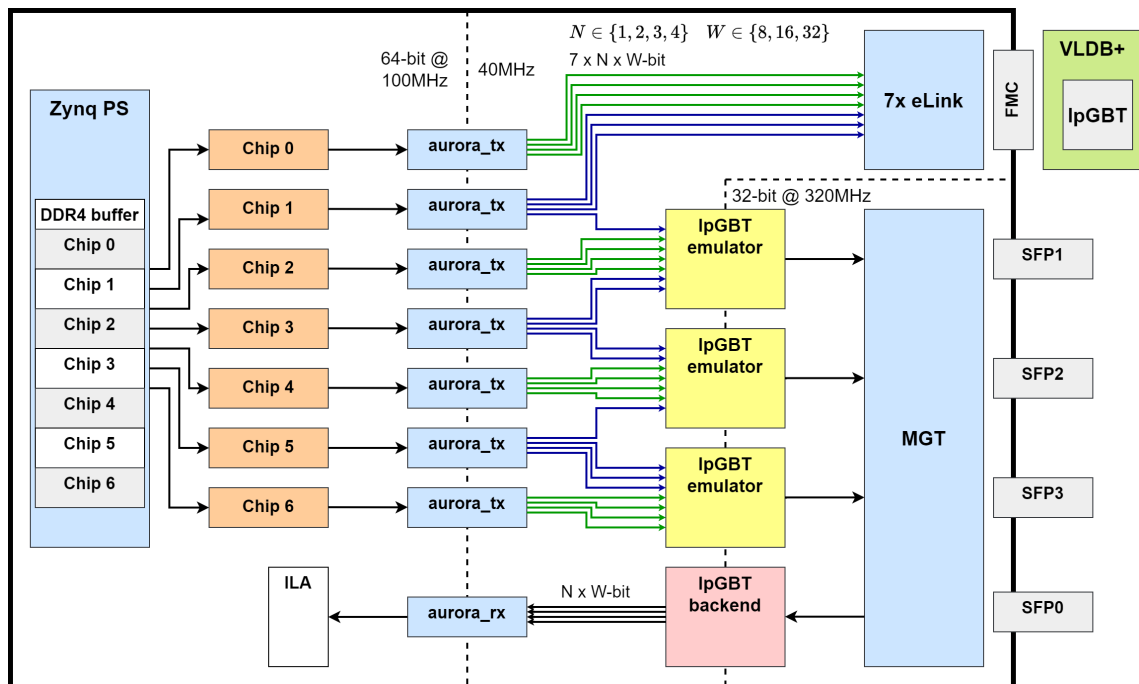 N ∈ {1, 2, 3, 4} W ∈ {8, 16, 32}
64-bit @
100MHz
40MHz
7 x N x W-bit
VLDB+
lpGBT
FMC
7x eLink
Zynq PS
DDR4 buffer
Chip 0
Chip 1
Chip 2
Chip 3
Chip 4
Chip 5
Chip 6
Chip 0
Chip 1
Chip 2
Chip 3
Chip 4
Chip 5
Chip 6
aurora_tx
aurora_tx
aurora_tx
aurora_tx
aurora_tx
aurora_tx
aurora_tx
32-bit @ 320MHz
lpGBT
emulator
lpGBT
emulator
lpGBT
emulator
MGT
SFP1
SFP2
SFP3
SFP0
ILA
aurora_rx
N x W-bit
lpGBT
backend